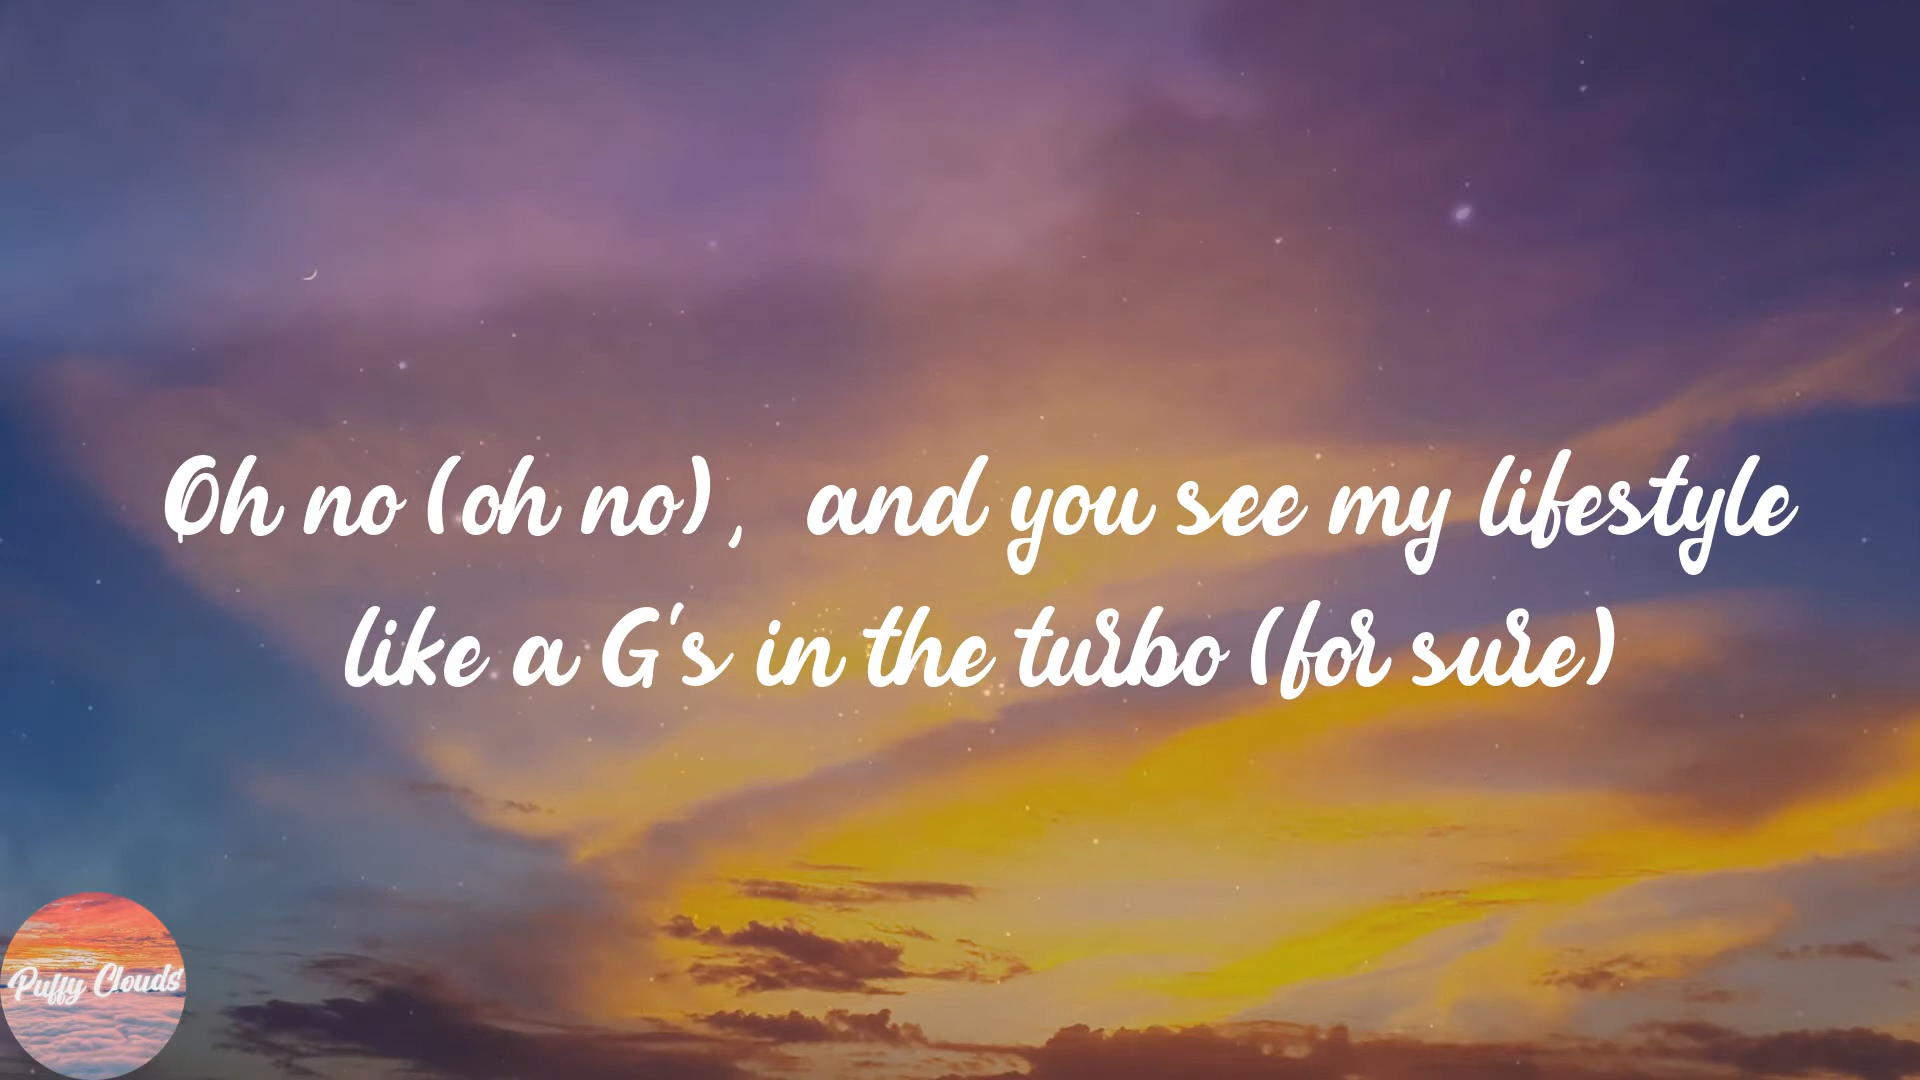 Oh no (oh no), and you see my lifestyle
like a G's in the turbo (for sure)
Puffy Clouds